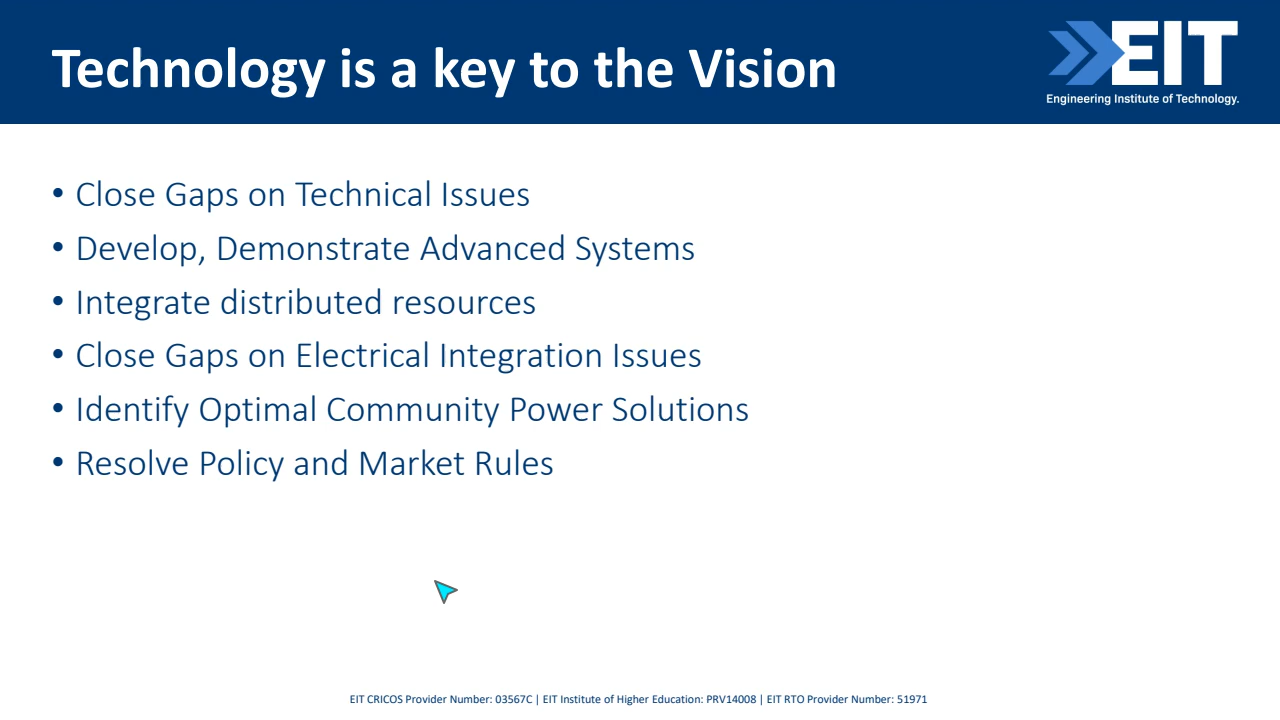 Technology is a key to the Vision
EIT
Engineering Institute of Technology.
• Close Gaps on Technical Issues
• Develop, Demonstrate Advanced Systems
• Integrate distributed resources
• Close Gaps on Electrical Integration Issues
• Identify Optimal Community Power Solutions
• Resolve Policy and Market Rules
EIT CRICOS Provider Number: 03567C | EIT Institute of Higher Education: PRV14008 | EIT RTO Provider Number: 51971